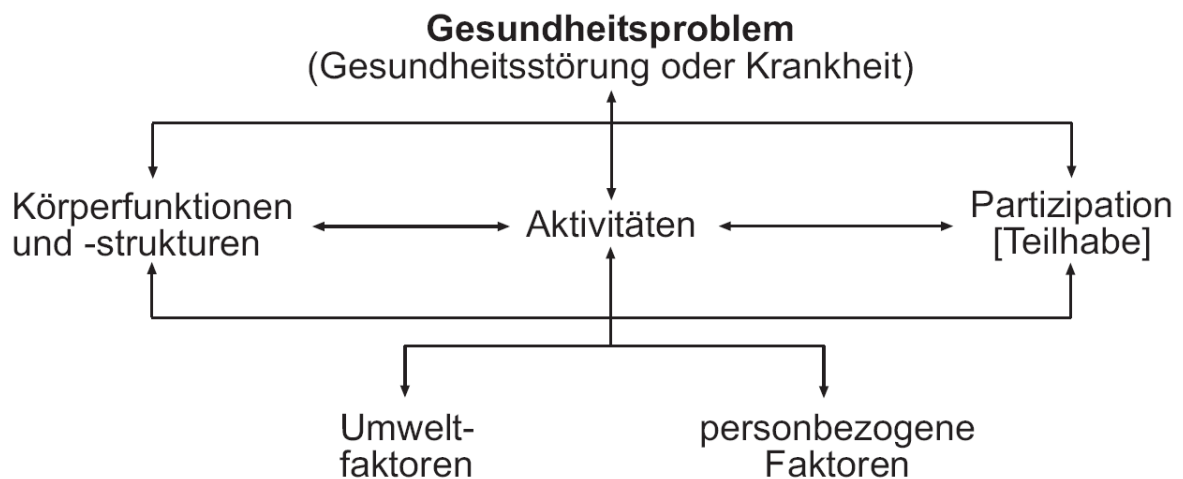 Gesundheitsproblem
(Gesundheitsstörung oder Krankheit)
Körperfunktionen
und -strukturen
Aktivitäten
Partizipation
[Teilhabe]
Umwelt-
faktoren
personbezogene
Faktoren